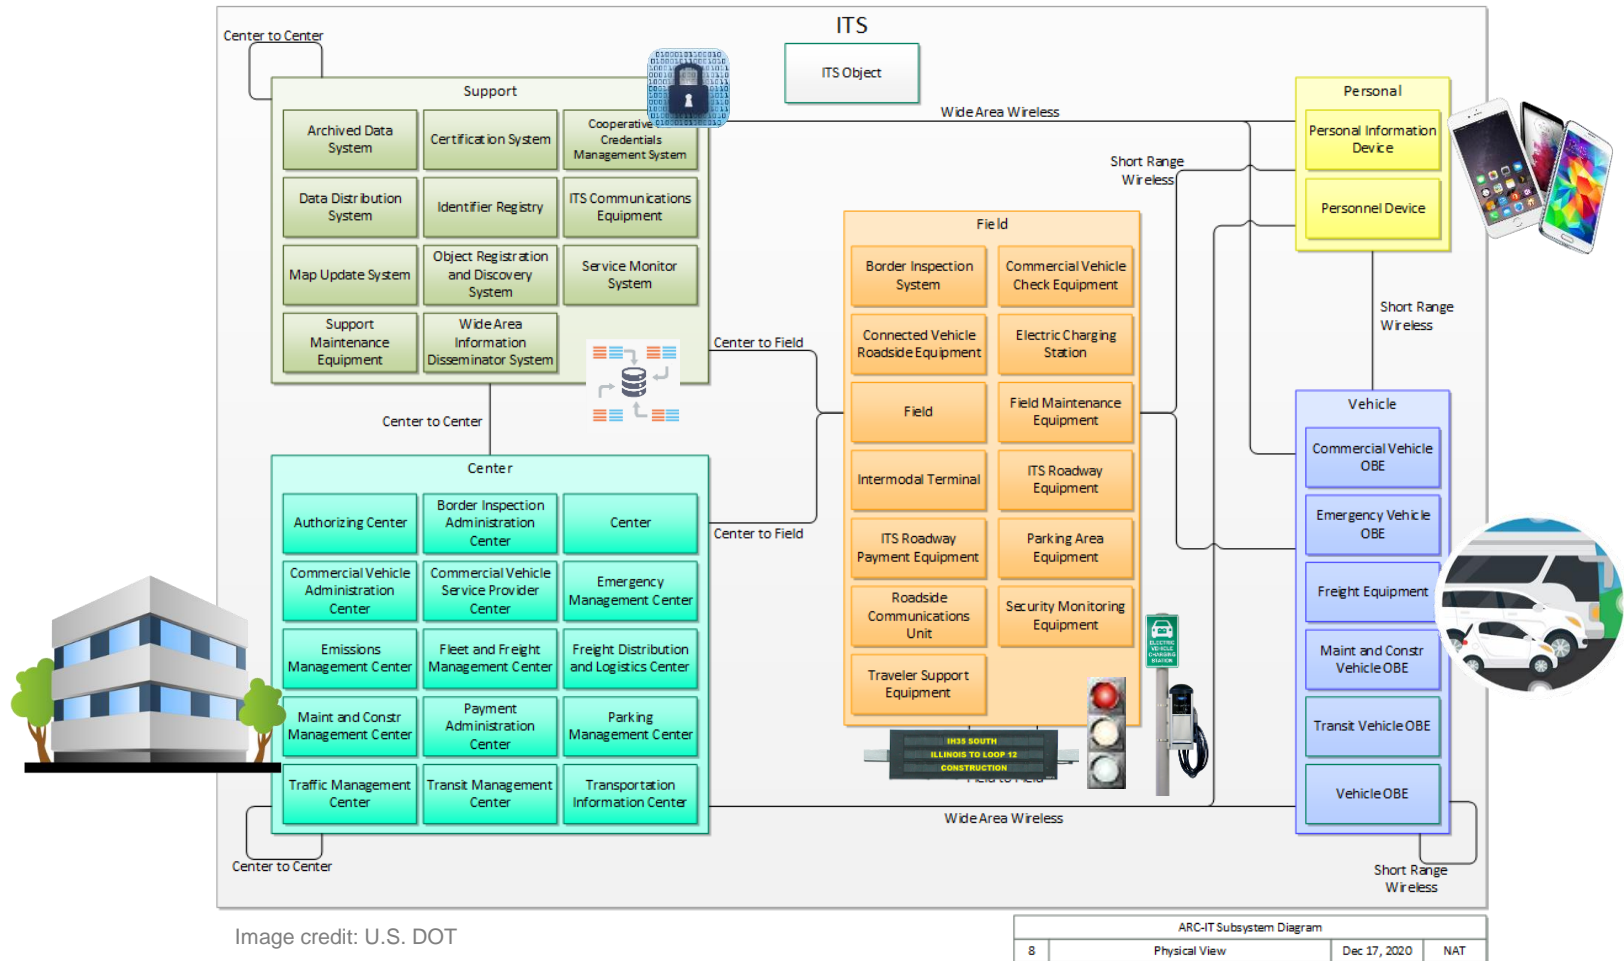 ITS
Center to Center
ITS Object
Support
Archived Data
System
Certification System
Cooperative
Credentials
Management System
Data Distribution
System
Identifier Registry
ITS Communications
Equipment
Map Update System
Object Registration
and Discovery
System
Service Monitor
System
Support
Maintenance
Equipment
Wide Area
Information
Disseminator System
Wide Area Wireless
Short Range
Wireless
Personal
Personal Information
Device
Personnel Device
Short Range
Wireless
Center to Field
Center to Center
Center to Field
Field
Border Inspection
System
Commercial Vehicle
Check Equipment
Connected Vehicle
Roadside Equipment
Electric Charging
Station
Field
Field Maintenance
Equipment
Intermodal Terminal
ITS Roadway
Equipment
ITS Roadway
Payment Equipment
Parking Area
Equipment
Roadside
Communications
Unit
Security Monitoring
Equipment
Traveler Support
Equipment
ELECTRIC
VEHICLE
CHARGING
STATION
IH35 SOUTH
ILLINOIS TO LOOP 12
CONSTRUCTION
Field to Field
Center
Authorizing Center
Border Inspection
Administration
Center
Center
Commercial Vehicle
Administration
Center
Commercial Vehicle
Service Provider
Center
Emergency
Management Center
Emissions
Management Center
Fleet and Freight
Management Center
Freight Distribution
and Logistics Center
Maint and Constr
Management Center
Payment
Administration
Center
Parking
Management Center
Traffic Management
Center
Transit Management
Center
Transportation
Information Center
Vehicle
Commercial Vehicle
OBE
Emergency Vehicle
OBE
Freight Equipment
Maint and Constr
Vehicle OBE
Transit Vehicle OBE
Vehicle OBE
Wide Area Wireless
Center to Center
Short Range
Wireless
Image credit: U.S. DOT
ARC-IT Subsystem Diagram
8 Physical View Dec 17, 2020 NAT